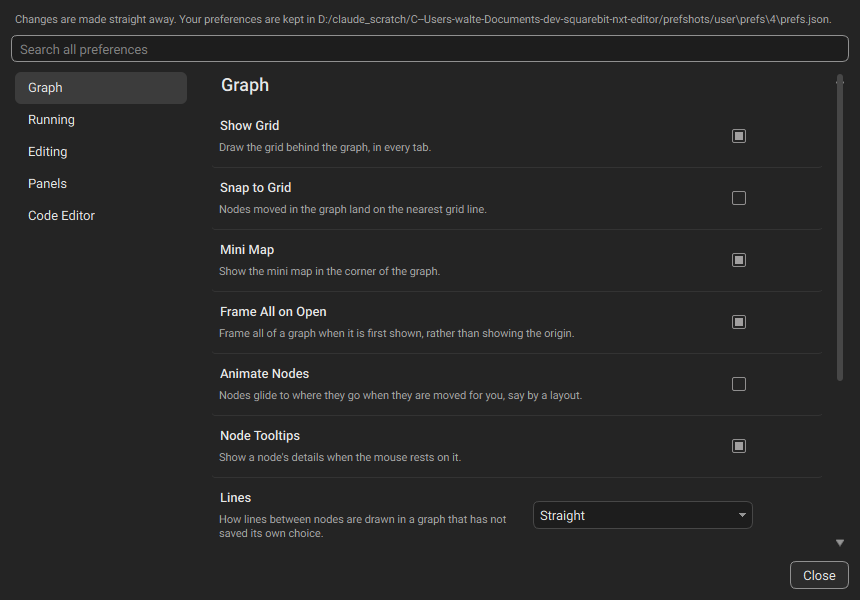 Changes are made straight away. Your preferences are kept in D:/claude_scratch/C--Users-walte-Documents-dev-squarebit-nxt-editor/prefshots/user\prefs\4\prefs.json.
Search all preferences
Graph
Running
Editing
Panels
Code Editor
Graph
Show Grid
Draw the grid behind the graph, in every tab.
Snap to Grid
Nodes moved in the graph land on the nearest grid line.
Mini Map
Show the mini map in the corner of the graph.
Frame All on Open
Frame all of a graph when it is first shown, rather than showing the origin.
Animate Nodes
Nodes glide to where they go when they are moved for you, say by a layout.
Node Tooltips
Show a node's details when the mouse rests on it.
Lines
How lines between nodes are drawn in a graph that has not
saved its own choice.
Straight
Close